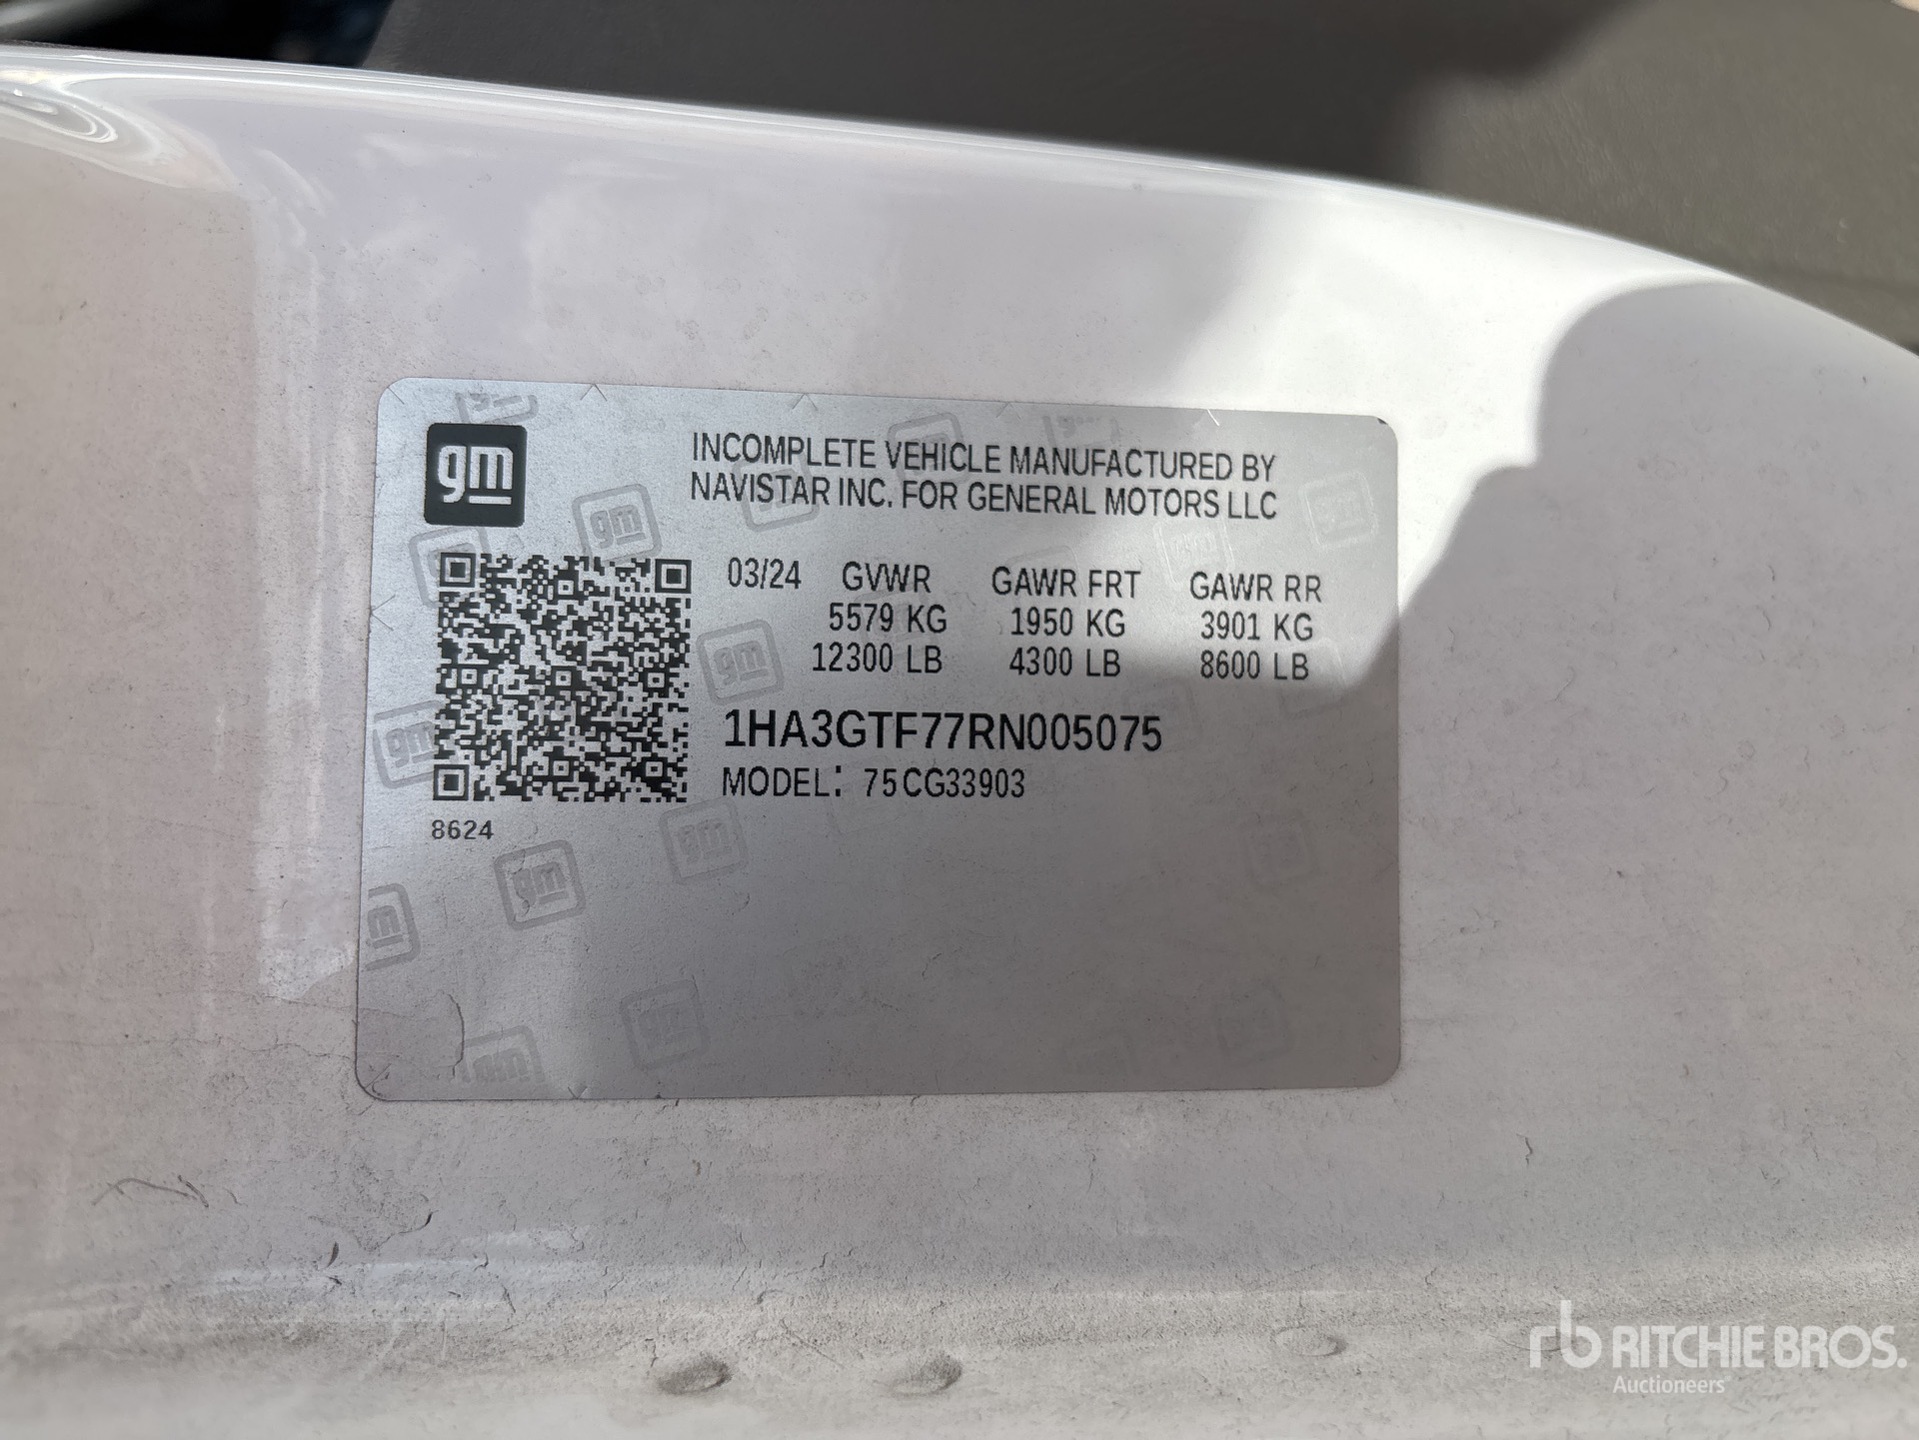 gm
INCOMPLETE VEHICLE MANUFACTURED BY
NAVISTAR INC. FOR GENERAL MOTORS LLC
03/24 GVWR GAWR FRT GAWR RR
5579 KG 1950 KG 3901 KG
12300 LB 4300 LB 8600 LB
1HA3GTF77RN005075
MODEL: 75CG33903
8624
rb RITCHIE BROS.
Auctioneers